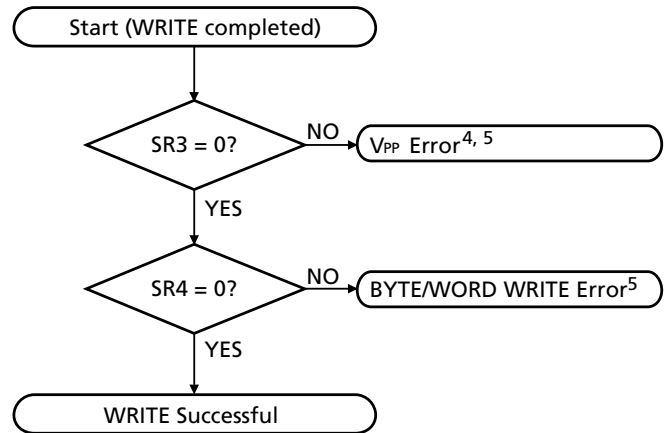 Start (WRITE completed)
SR3 = 0?
NO
VPP Error4, 5
YES
SR4 = 0?
NO
BYTE/WORD WRITE Error5
YES
WRITE Successful